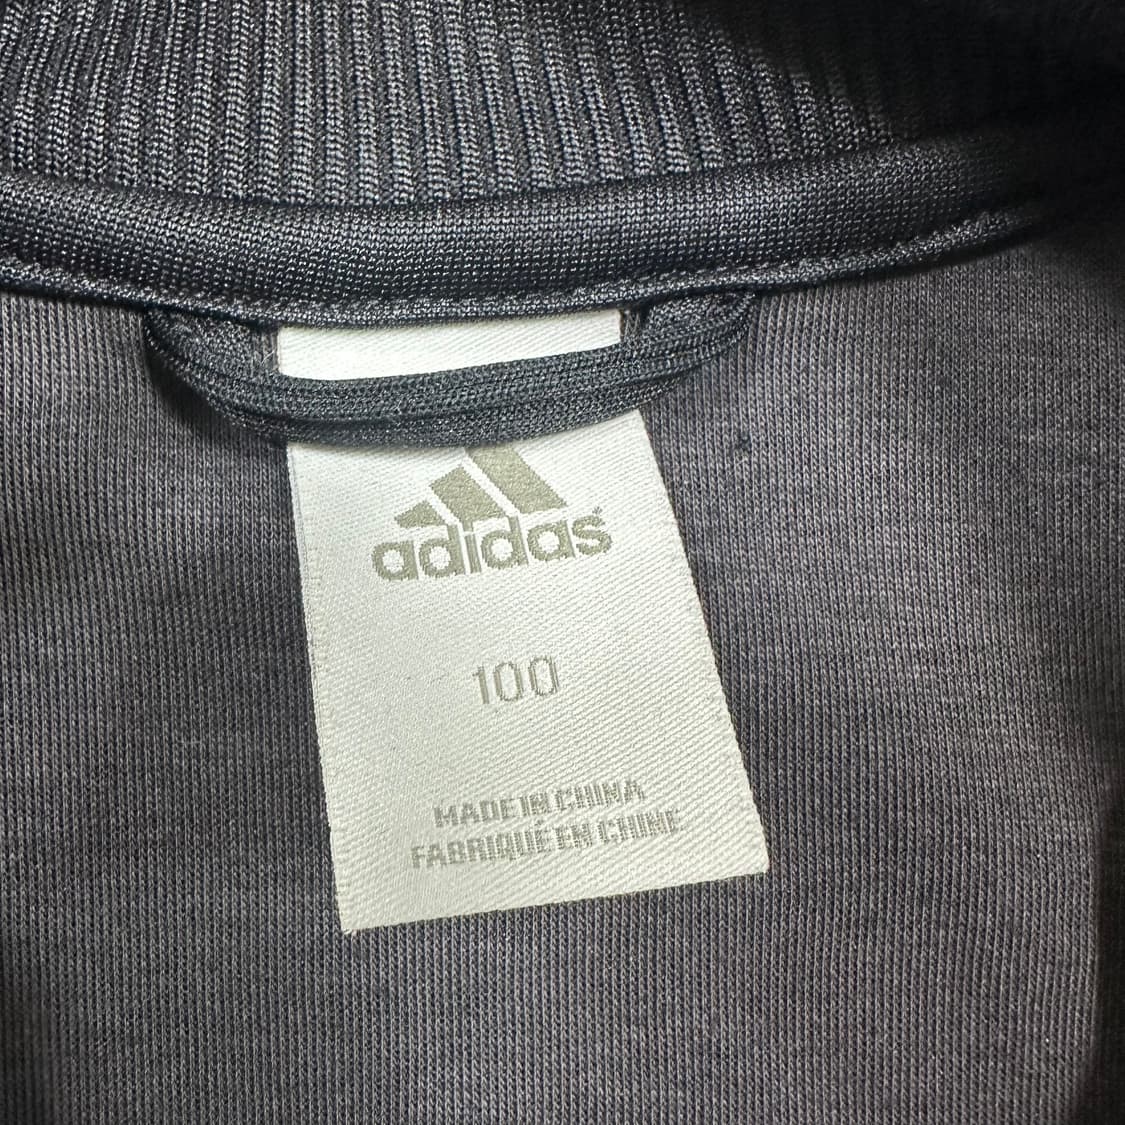 adidas
100
MADE IN CHINA
FABRIQUÉ EN CHINE